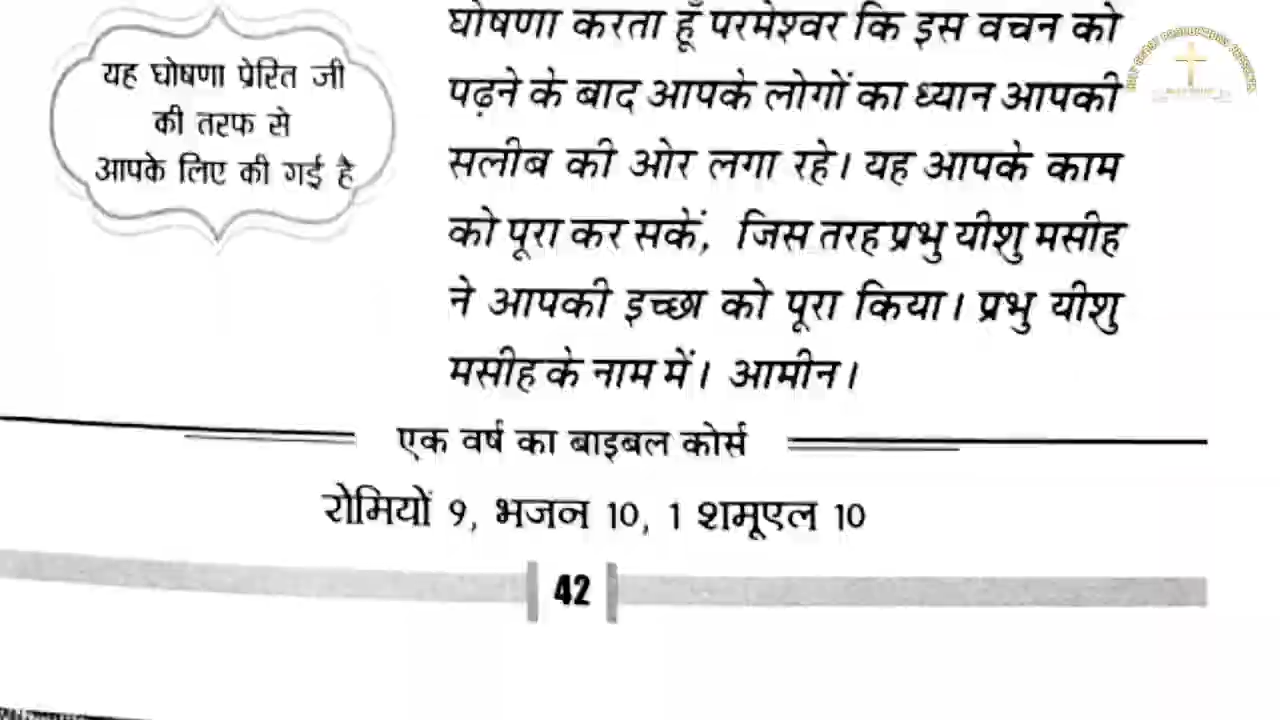 यह घोषणा प्रेरित जी
की तरफ से
आपके लिए की गई है
घोषणा करता हूँ परमेश्वर कि इस वचन को
पढ़ने के बाद आपके लोगों का ध्यान आपकी
सलीब की ओर लगा रहे। यह आपके काम
को पूरा कर सकें, जिस तरह प्रभु यीशु मसीह
ने आपकी इच्छा को पूरा किया। प्रभु यीशु
मसीह के नाम में। आमीन।
एक वर्ष का बाइबल कोर्स
रोमियों 9, भजन 10, 1 शमूएल 10
42